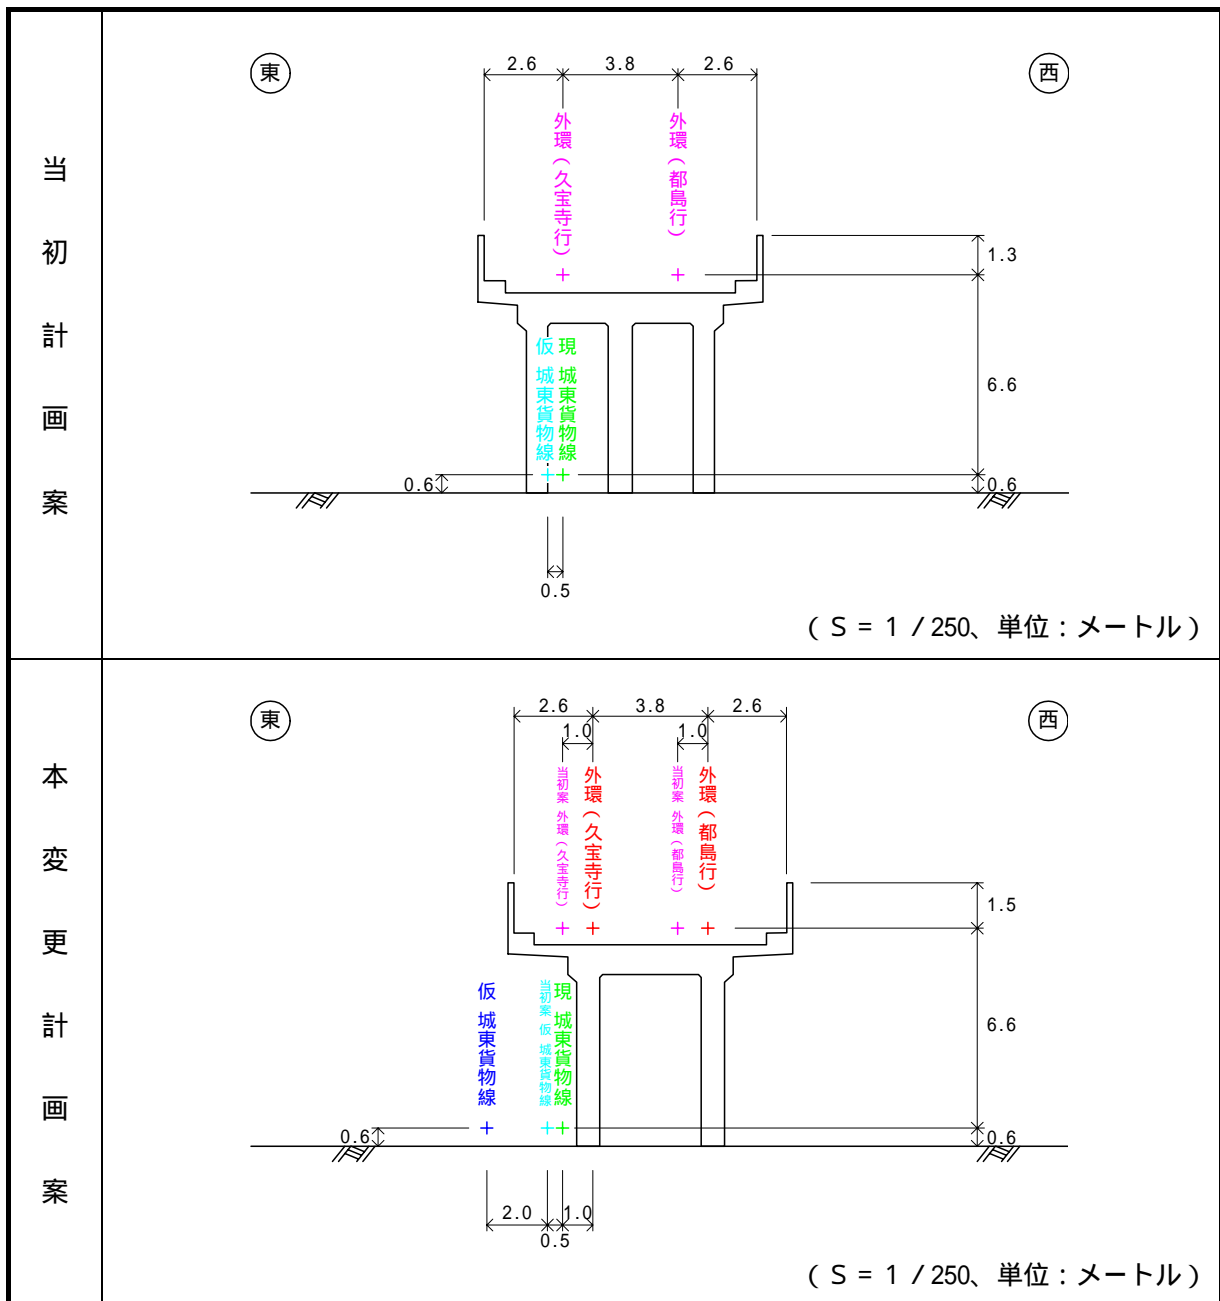 当初計画案
東
西
2.6
3.8
2.6
外環(久宝寺行)
外環(都島行)
1.3
6.6
0.6
仮 城東貨物線
現 城東貨物線
0.6
0.5
(S=1/250、単位:メートル)
本変更計画案
東
西
2.6
3.8
2.6
1.0
1.0
当初案 外環(久宝寺行)
外環(久宝寺行)
当初案 外環(都島行)
外環(都島行)
1.5
6.6
0.6
仮 城東貨物線
当初案 仮 城東貨物線
現 城東貨物線
0.6
2.0
0.5
1.0
(S=1/250、単位:メートル)